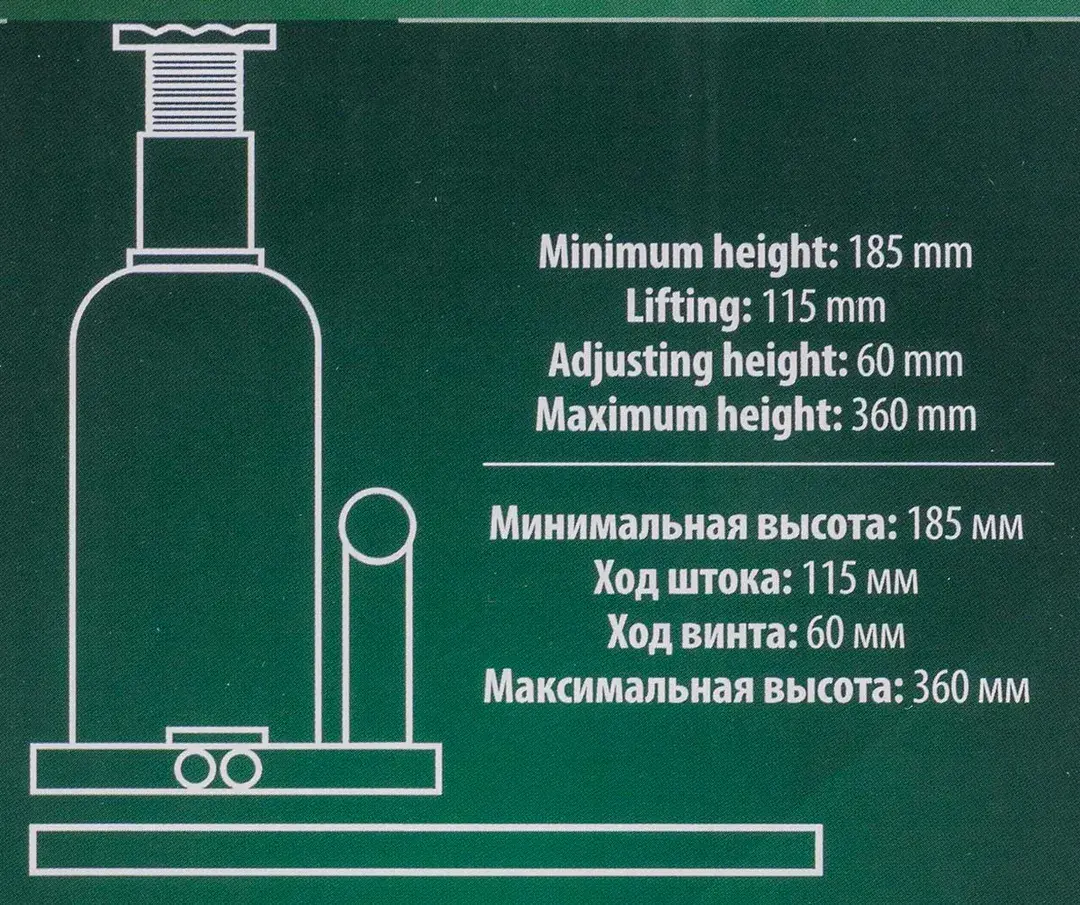 Minimum height: 185 mm
Lifting: 115 mm
Adjusting height: 60 mm
Maximum height: 360 mm
Минимальная высота: 185 мм
Ход штока: 115 мм
Ход винта: 60 мм
Максимальная высота: 360 мм